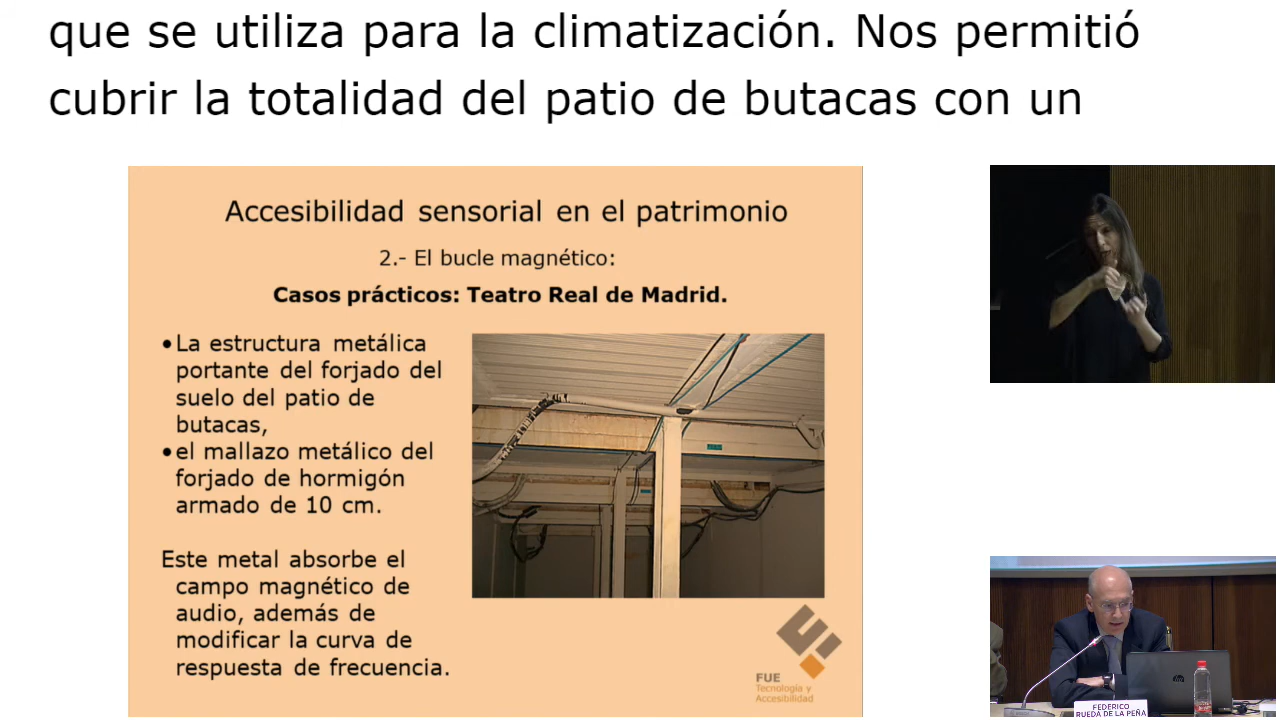 que se utiliza para la climatización. Nos permitió
cubrir la totalidad del patio de butacas con un
Accesibilidad sensorial en el patrimonio
2.- El bucle magnético:
Casos prácticos: Teatro Real de Madrid.
•La estructura metálica
portante del forjado del
suelo del patio de
butacas,
•el mallazo metálico del
forjado de hormigón
armado de 10 cm.
Este metal absorbe el
campo magnético de
audio, además de
modificar la curva de
respuesta de frecuencia.
FUE
Tecnología y
Accesibilidad
FEDERICO
RUEDA DE LA PEÑA